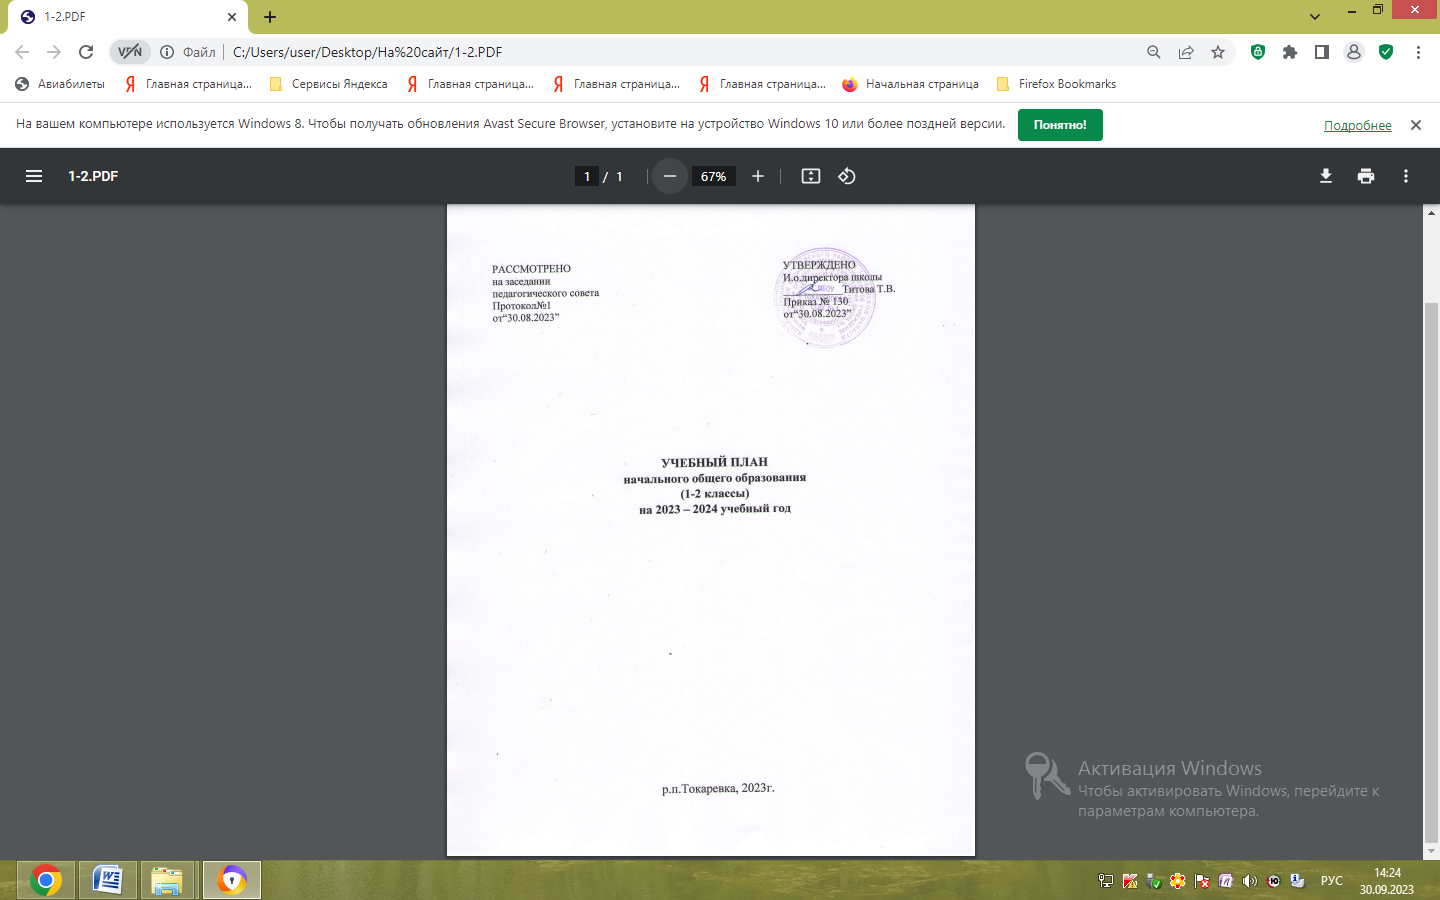 1-2.PDF
VPN
Файл
C:/Users/user/Desktop/На%20сайт/1-2.PDF
Авиабилеты
Главная страница...
Сервисы Яндекса
Главная страница...
Главная страница...
Главная страница...
Начальная страница
Firefox Bookmarks
На вашем компьютере используется Windows 8. Чтобы получать обновления Avast Secure Browser, установите на устройство Windows 10 или более поздней версии.
Понятно!
Подробнее
1-2.PDF
1 / 1
67%
РАССМОТРЕНО
на заседании
педагогического совета
Протокол№1
от“30.08.2023”
УТВЕРЖДЕНО
И.о.директора школы
Титова Т.В.
Приказ № 130
от“30.08.2023”
УЧЕБНЫЙ ПЛАН
начального общего образования
(1-2 классы)
на 2023 – 2024 учебный год
р.п.Токаревка, 2023г.
Активация Windows
Чтобы активировать Windows, перейдите к
параметрам компьютера.
РУС
14:24
30.09.2023